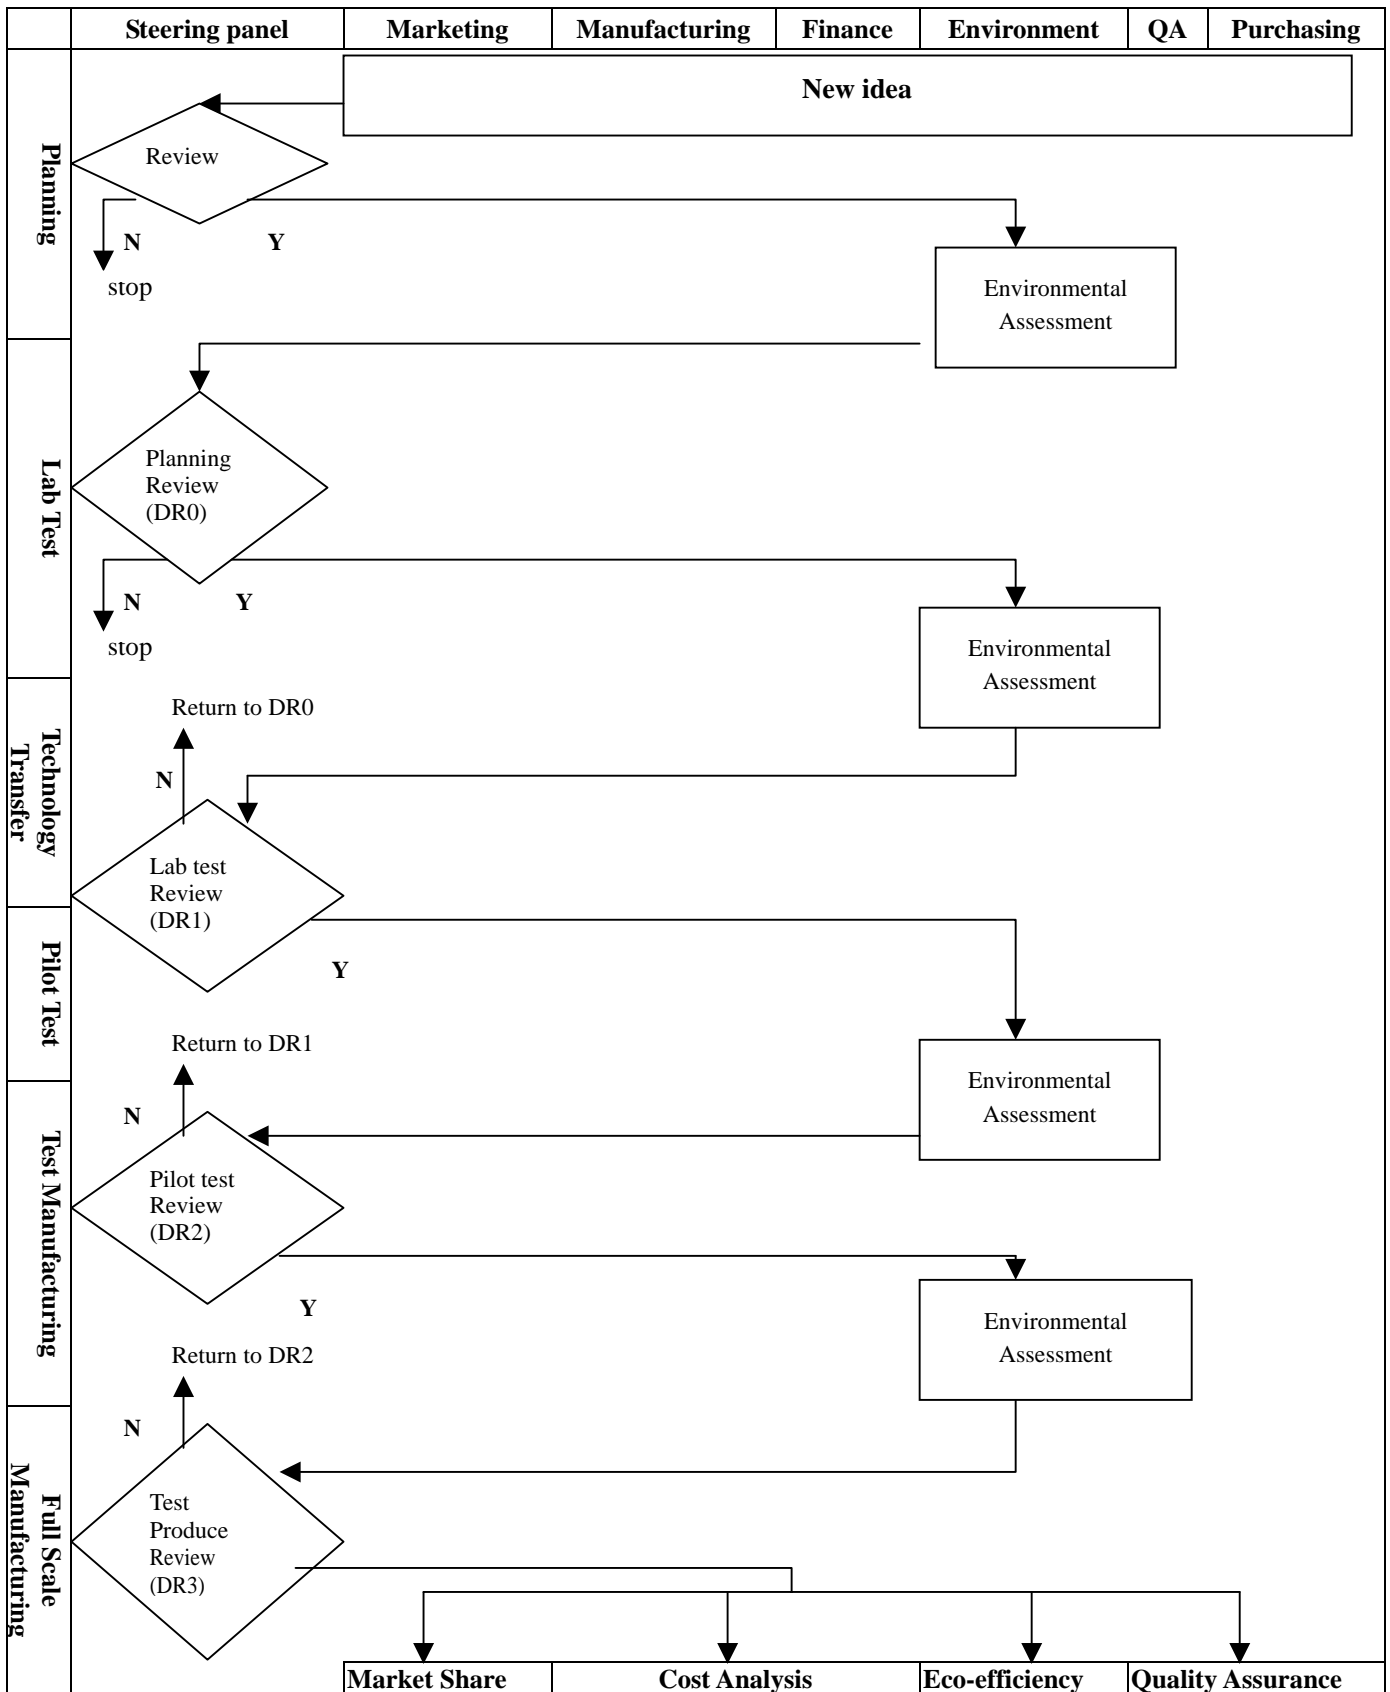 Steering panel Marketing Manufacturing Finance Environment QA Purchasing
Planning
New idea
Review
N Y
stop
Environmental
Assessment
Lab Test
Planning
Review
(DR0)
N Y
stop
Environmental
Assessment
Technology
Transfer
Return to DR0
N
Lab test
Review
(DR1)
Y
Pilot Test
Return to DR1
Environmental
Assessment
N
Test Manufacturing
Pilot test
Review
(DR2)
Y
Environmental
Assessment
Return to DR2
N
Full Scale
Manufacturing
Test
Produce
Review
(DR3)
Market Share Cost Analysis Eco-efficiency Quality Assurance